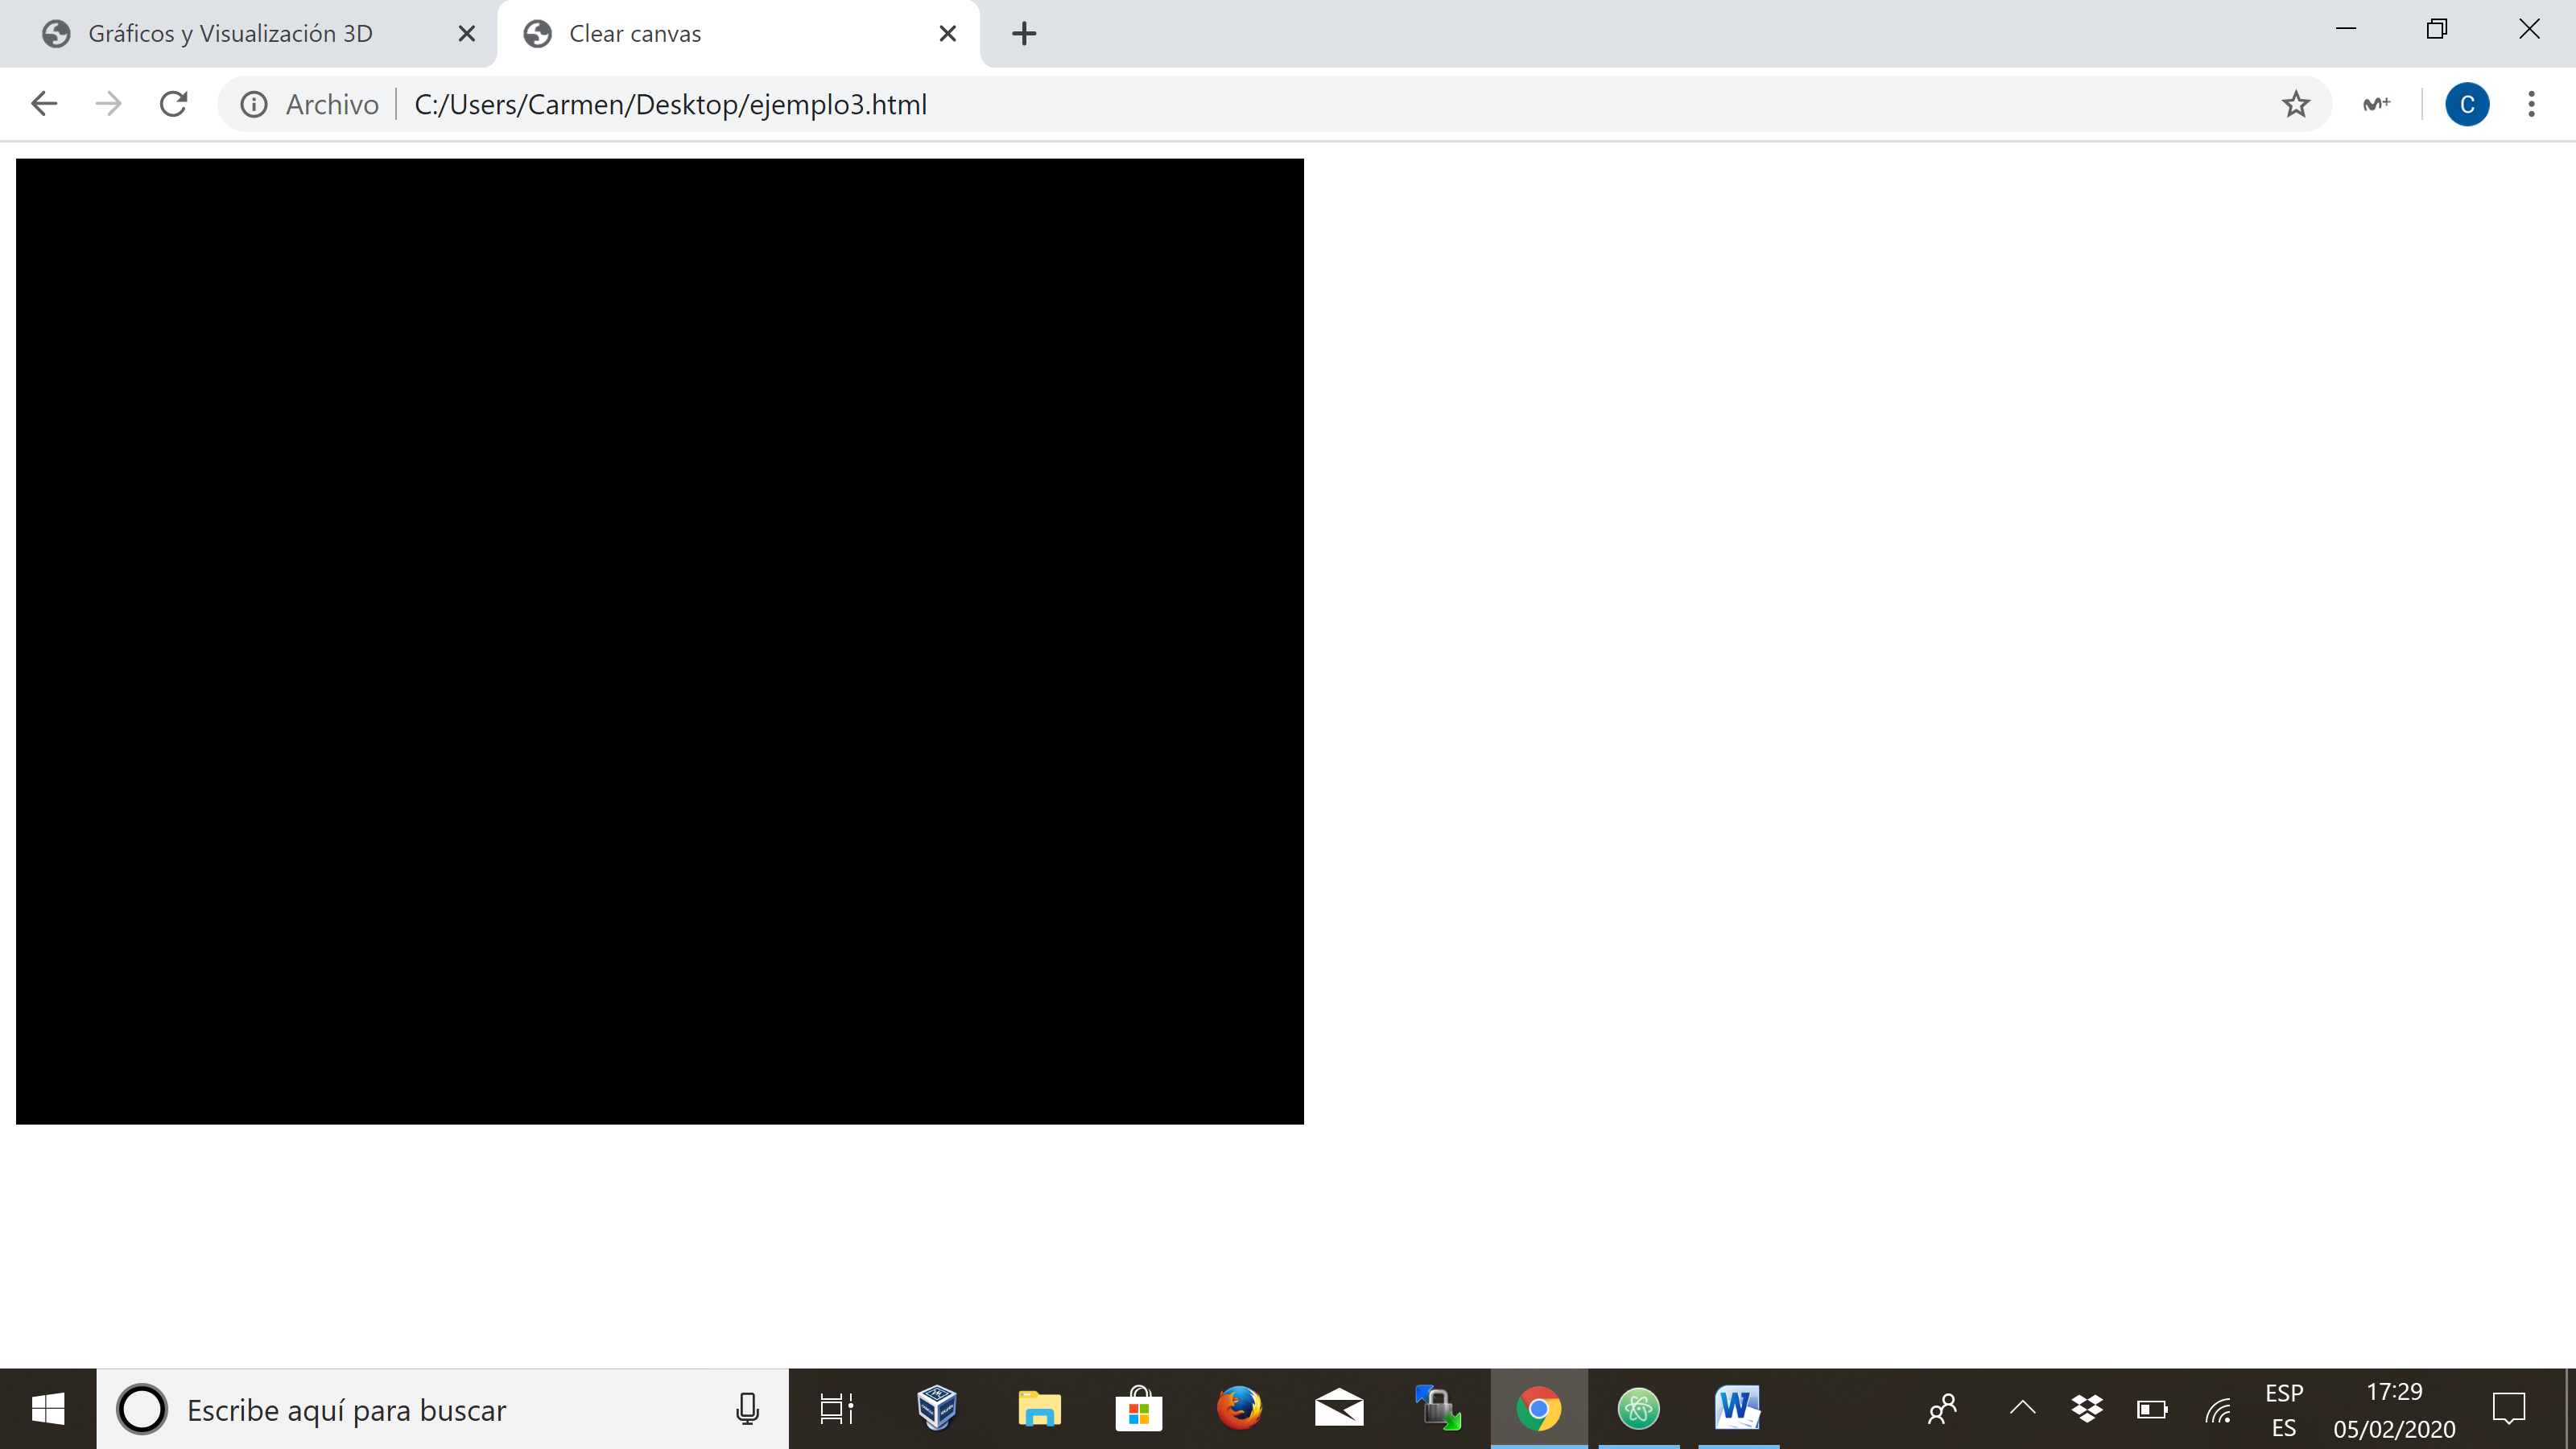 Gráficos y Visualización 3D
Clear canvas
Archivo
C:/Users/Carmen/Desktop/ejemplo3.html
C
Escribe aquí para buscar
W
ESP
ES
17:29
05/02/2020